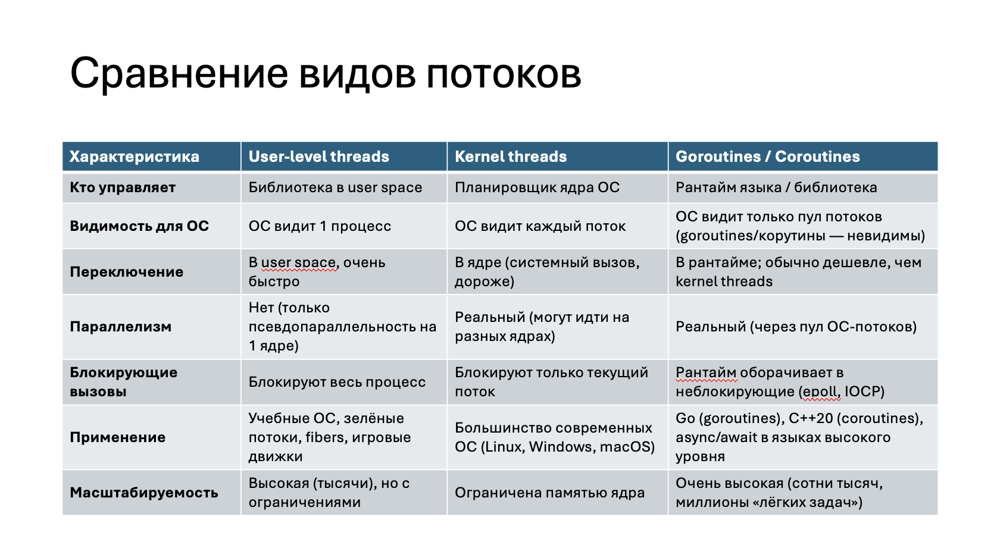 Сравнение видов потоков
Характеристика
User-level threads
Kernel threads
Goroutines / Coroutines
Кто управляет
Библиотека в user space
Планировщик ядра ОС
Рантайм языка / библиотека
Видимость для ОС
ОС видит 1 процесс
ОС видит каждый поток
ОС видит только пул потоков
(goroutines/корутины — невидимы)
Переключение
В user space, очень
быстро
В ядре (системный вызов,
дороже)
В рантайме; обычно дешевле, чем
kernel threads
Параллелизм
Нет (только
псевдопараллельность на
1 ядре)
Реальный (могут идти на
разных ядрах)
Реальный (через пул ОС-потоков)
Блокирующие
вызовы
Блокируют весь процесс
Блокируют только текущий
поток
Рантайм оборачивает в
неблокирующие (epoll, IOCP)
Применение
Учебные ОС, зелёные
потоки, fibers, игровые
движки
Большинство современных
ОС (Linux, Windows, macOS)
Go (goroutines), C++20 (coroutines),
async/await в языках высокого
уровня
Масштабируемость
Высокая (тысячи), но с
ограничениями
Ограничена памятью ядра
Очень высокая (сотни тысяч,
миллионы «лёгких задач»)